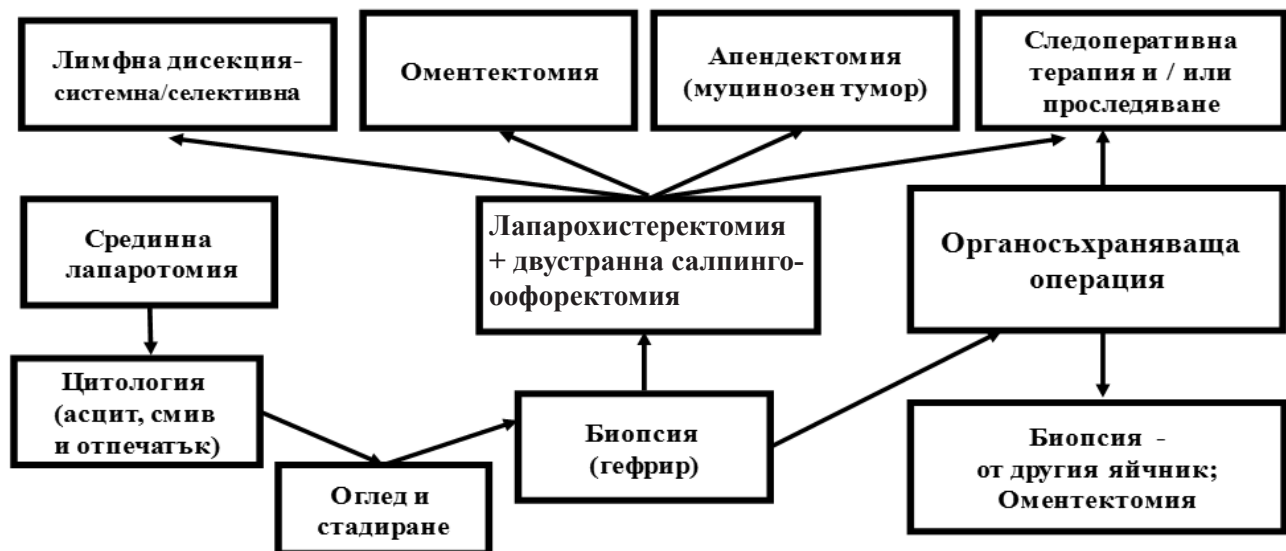 Лимфна дисекция-
системна/селективна
Оментектомия
Апендектомия
(муцинозен тумор)
Следоперативна
терапия и / или
проследяване
Срединна
лапаротомия
Лапарохистеректомия
+ двустранна салпинго-
оофоректомия
Органосъхраняваща
операция
Цитология
(асцит, смив
и отпечатък)
Оглед и
стадиране
Биопсия
(гефрир)
Биопсия -
от другия яйчник;
Оментектомия